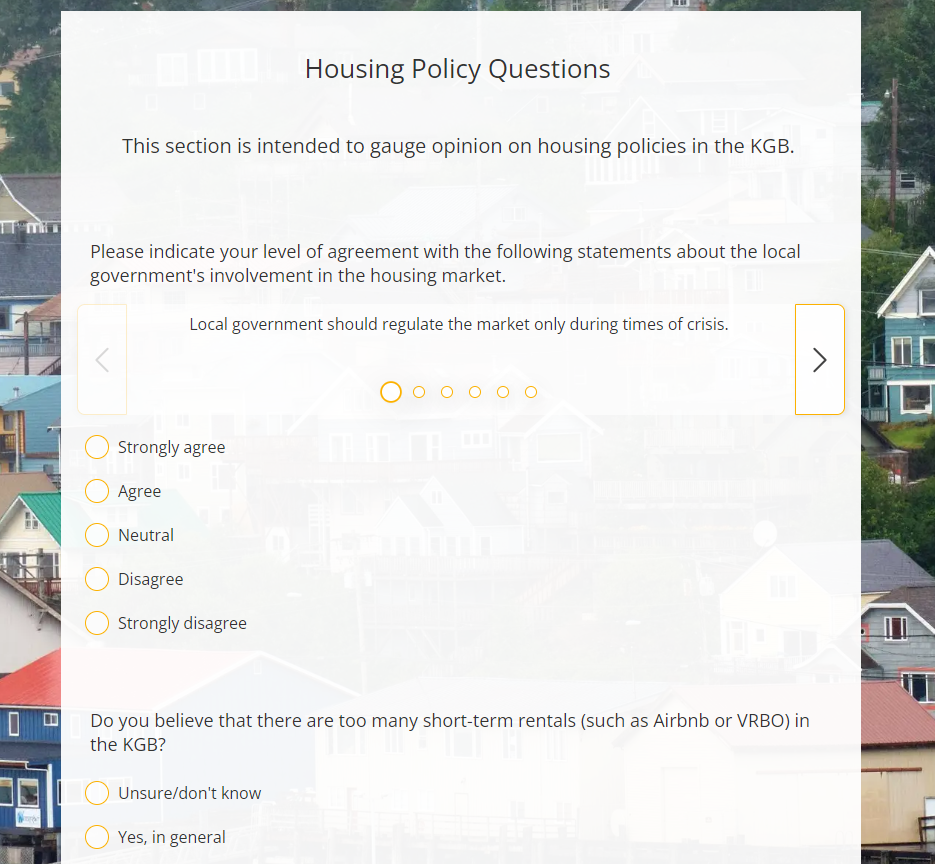 Housing Policy Questions
This section is intended to gauge opinion on housing policies in the KGB.
Please indicate your level of agreement with the following statements about the local
government's involvement in the housing market.
Local government should regulate the market only during times of crisis.
Strongly agree
Agree
Neutral
Disagree
Strongly disagree
Do you believe that there are too many short-term rentals (such as Airbnb or VRBO) in
the KGB?
Unsure/don't know
Yes, in general